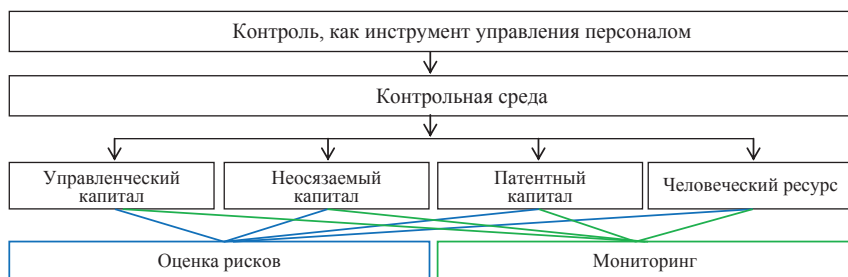 Контроль, как инструмент управления персоналом
Контрольная среда
Управленческий
капитал
Неосязаемый
капитал
Патентный
капитал
Человеческий ресурс
Оценка рисков
Мониторинг